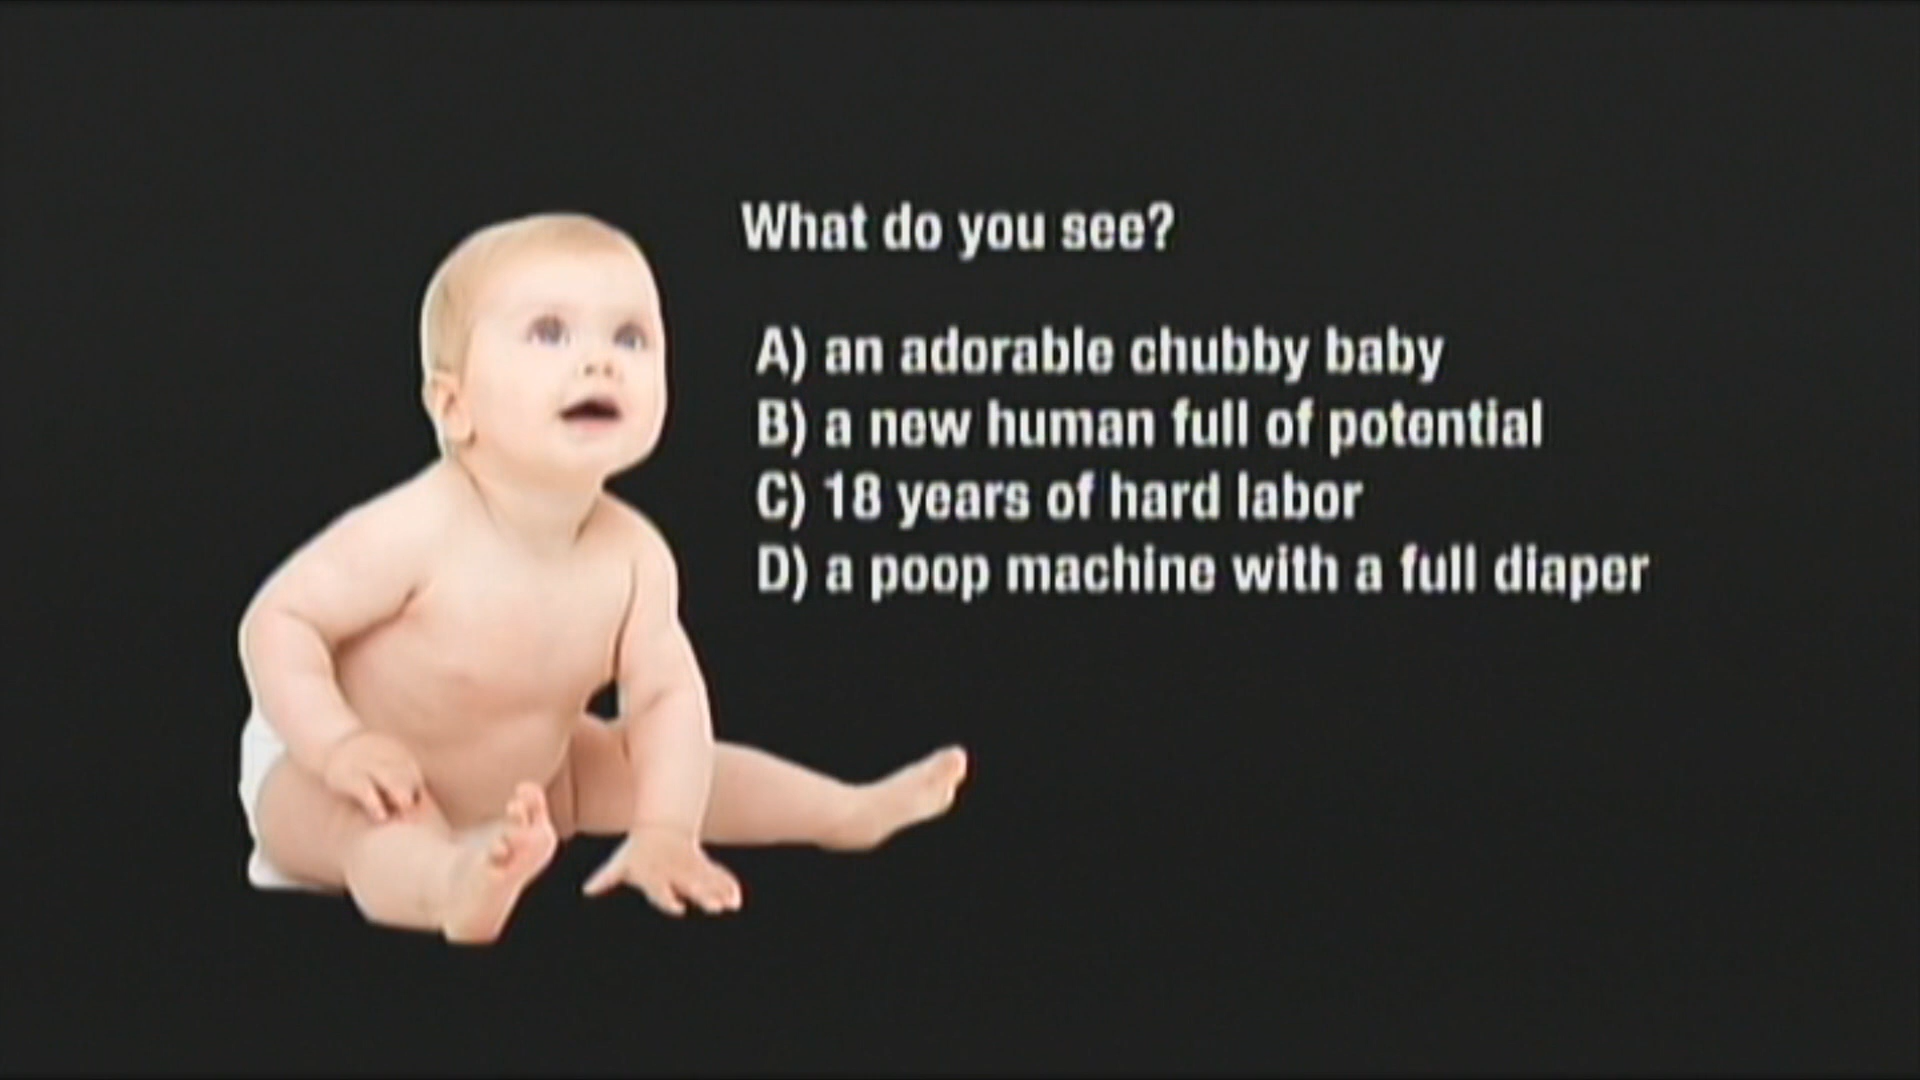 What do you see?
A) an adorable chubby baby
B) a new human full of potential
C) 18 years of hard labor
D) a poop machine with a full diaper